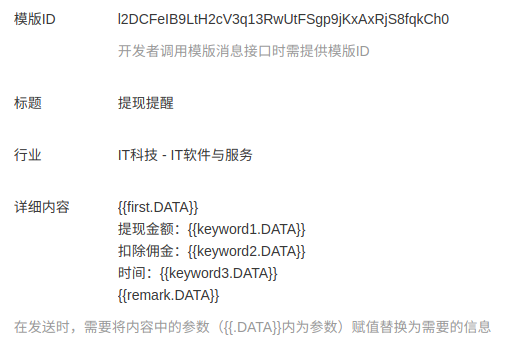 模版ID l2DCFeIB9LtH2cV3q13RwUtFSgp9jKxAxRjS8fqkCh0
开发者调用模版消息接口时需提供模版ID
标题 提现提醒
行业 IT科技 - IT软件与服务
详细内容 {{first.DATA}}
提现金额：{{keyword1.DATA}}
扣除佣金：{{keyword2.DATA}}
时间：{{keyword3.DATA}}
{{remark.DATA}}
在发送时，需要将内容中的参数（{{.DATA}}内为参数）赋值替换为需要的信息